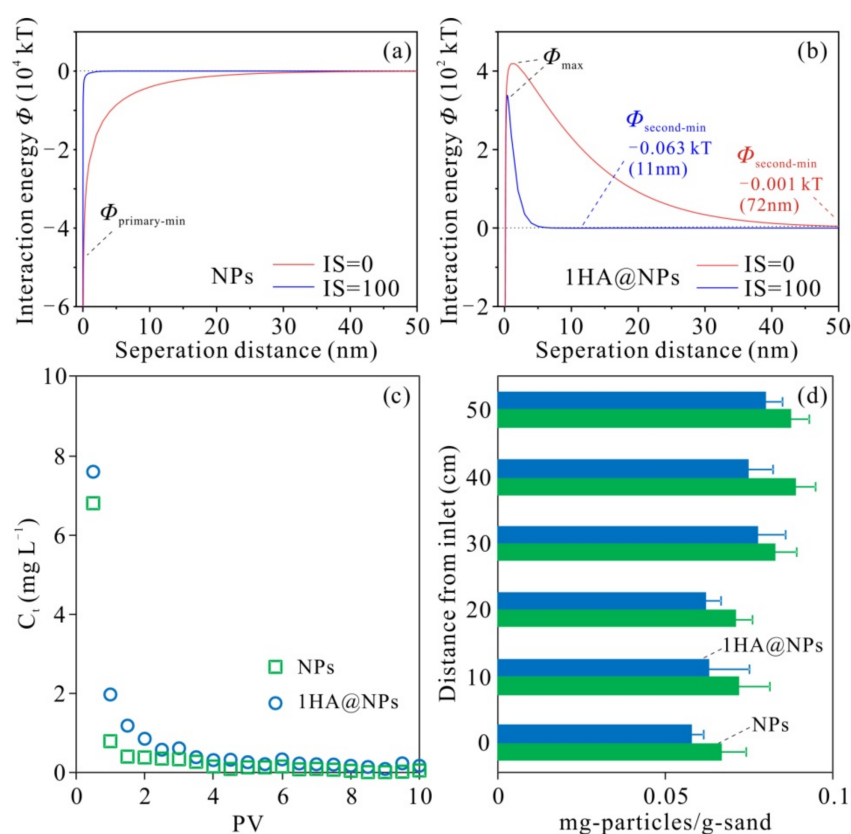 (a)
Interaction energy Φ (10⁴ kT)
0
−2
−4
−6
Φprimary-min
NPs
IS=0
IS=100
0 10 20 30 40 50
Seperation distance (nm)
(b)
Interaction energy Φ (10² kT)
4
2
0
−2
Φmax
Φsecond-min
−0.063 kT
(11nm)
Φsecond-min
−0.001 kT
(72nm)
1HA@NPs
IS=0
IS=100
0 10 20 30 40 50
Seperation distance (nm)
(c)
Ct (mg L⁻¹)
10
8
6
4
2
0
NPs
1HA@NPs
0 2 4 6 8 10
PV
(d)
Distance from inlet (cm)
50
40
30
20
10
0
1HA@NPs
NPs
0 0.05 0.1
mg-particles/g-sand